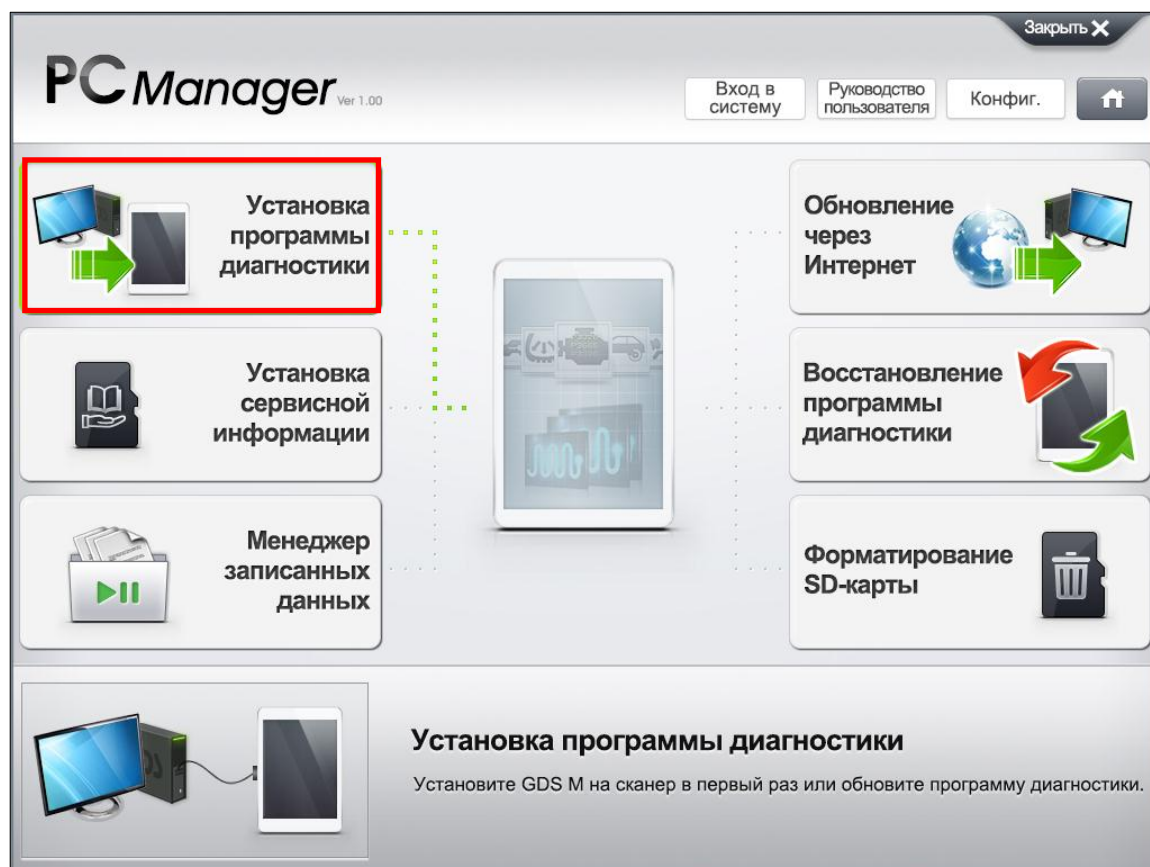 Закрыть X
PC Manager Ver 1.00
Вход в
систему
Руководство
пользователя
Конфиг.
Установка
программы
диагностики
Обновление
через
Интернет
Установка
сервисной
информации
Восстановление
программы
диагностики
Менеджер
записанных
данных
Форматирование
SD-карты
Установка программы диагностики
Установите GDS M на сканер в первый раз или обновите программу диагностики.